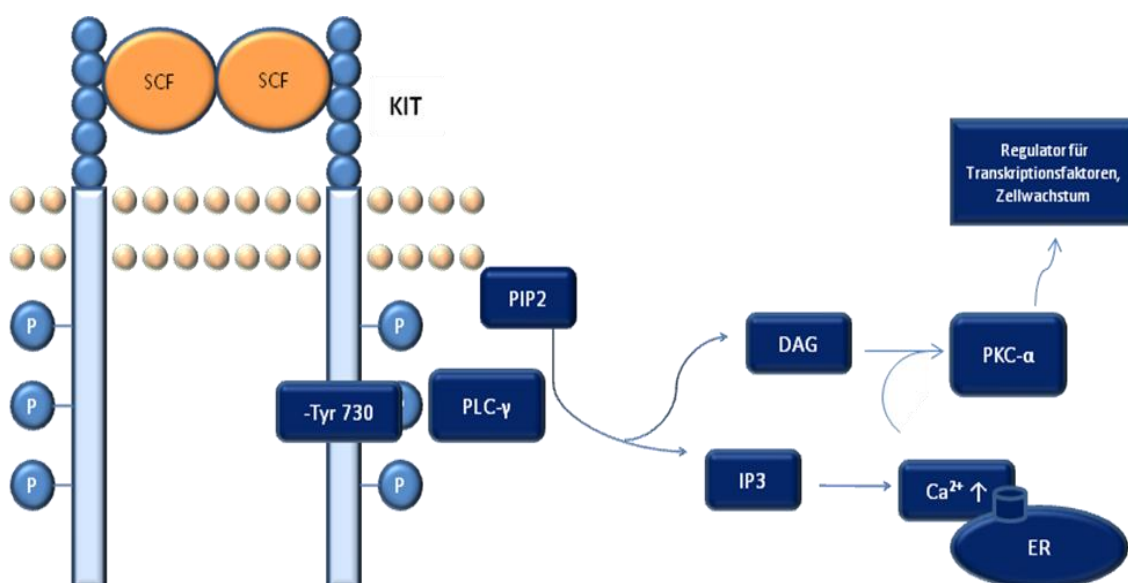 SCF
SCF
KIT
Regulator für
Transkriptionsfaktoren,
Zellwachstum
PIP2
P
P
DAG
PKC-α
P
-Tyr 730
PLC-γ
P
P
IP3
Ca²⁺ ↑
ER